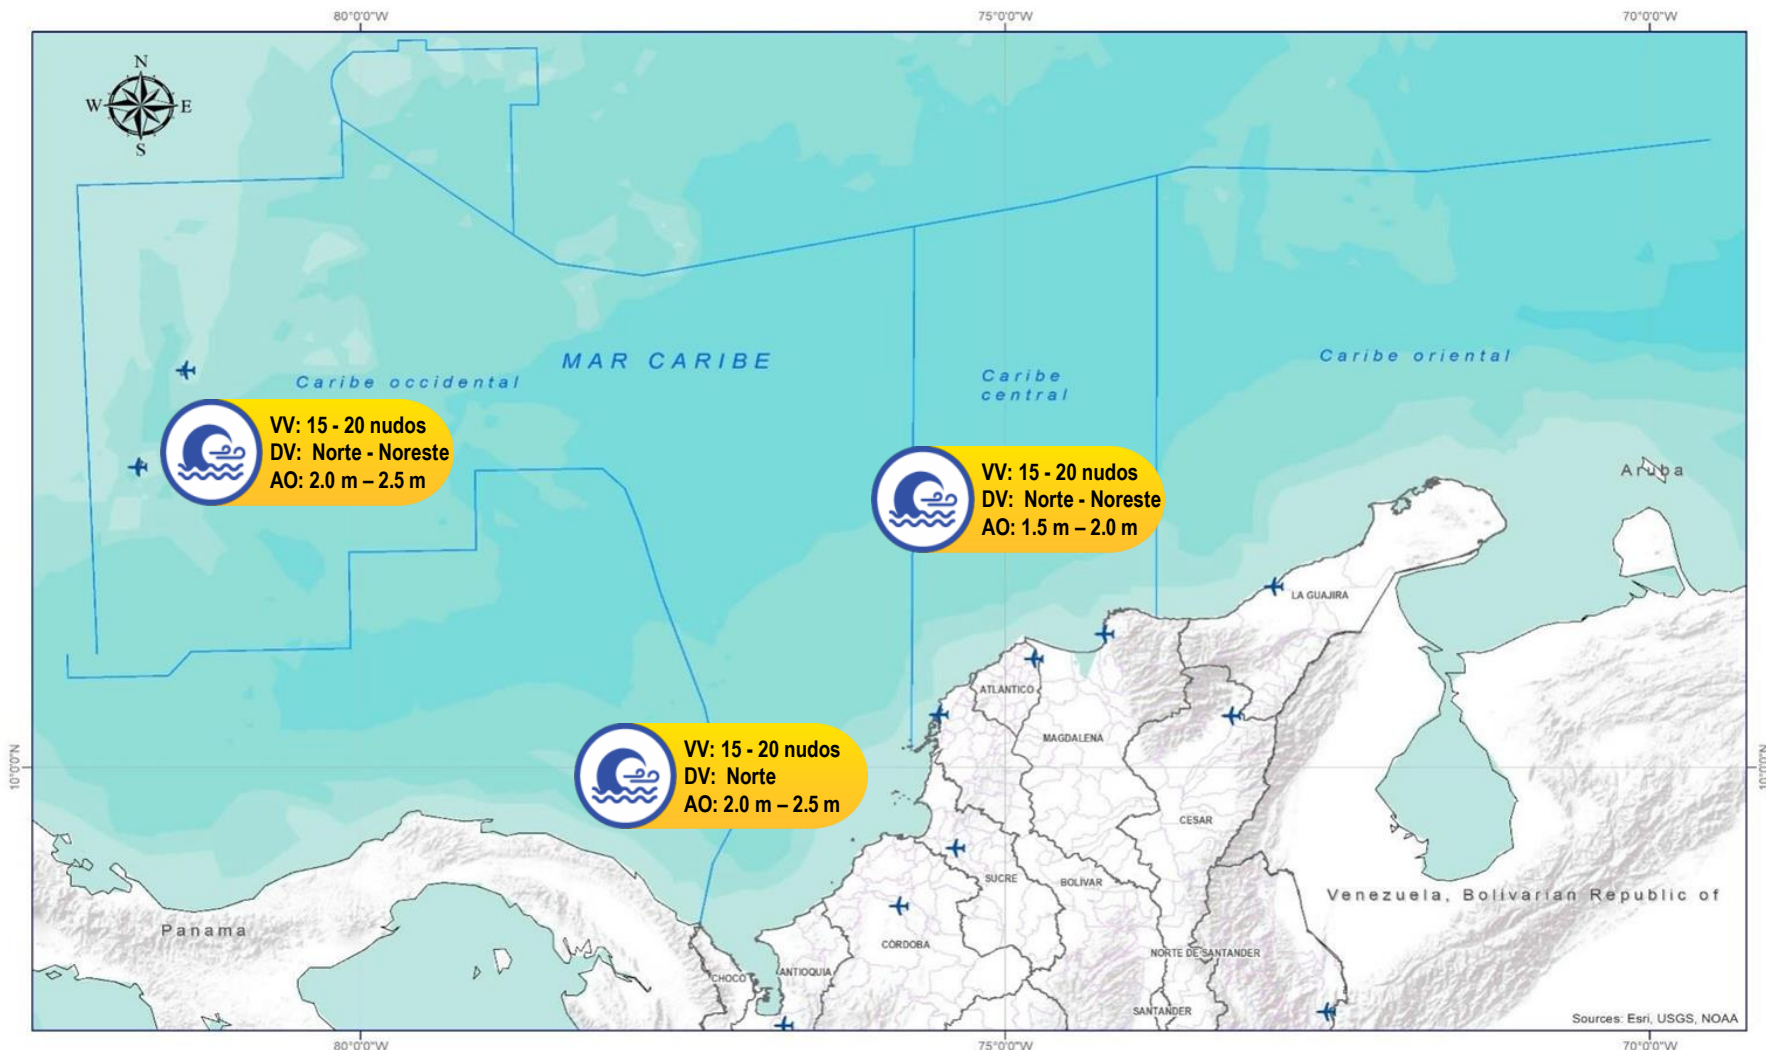 80°0'0"W
75°0'0"W
70°0'0"W
N
W
E
S
MAR CARIBE
Caribe occidental
Caribe
central
Caribe oriental
VV: 15 - 20 nudos
DV: Norte - Noreste
AO: 2.0 m – 2.5 m
VV: 15 - 20 nudos
DV: Norte - Noreste
AO: 1.5 m – 2.0 m
Aruba
LA GUAJIRA
ATLANTICO
MAGDALENA
VV: 15 - 20 nudos
DV: Norte
AO: 2.0 m – 2.5 m
10°0'0"N
10°0'0"N
CESAR
SUCRE
BOLÍVAR
Venezuela, Bolivarian Republic of
Panama
CÓRDOBA
NORTE DE SANTANDER
CHOCO
ANTIOQUIA
SANTANDER
Sources: Esri, USGS, NOAA
80°0'0"W
75°0'0"W
70°0'0"W